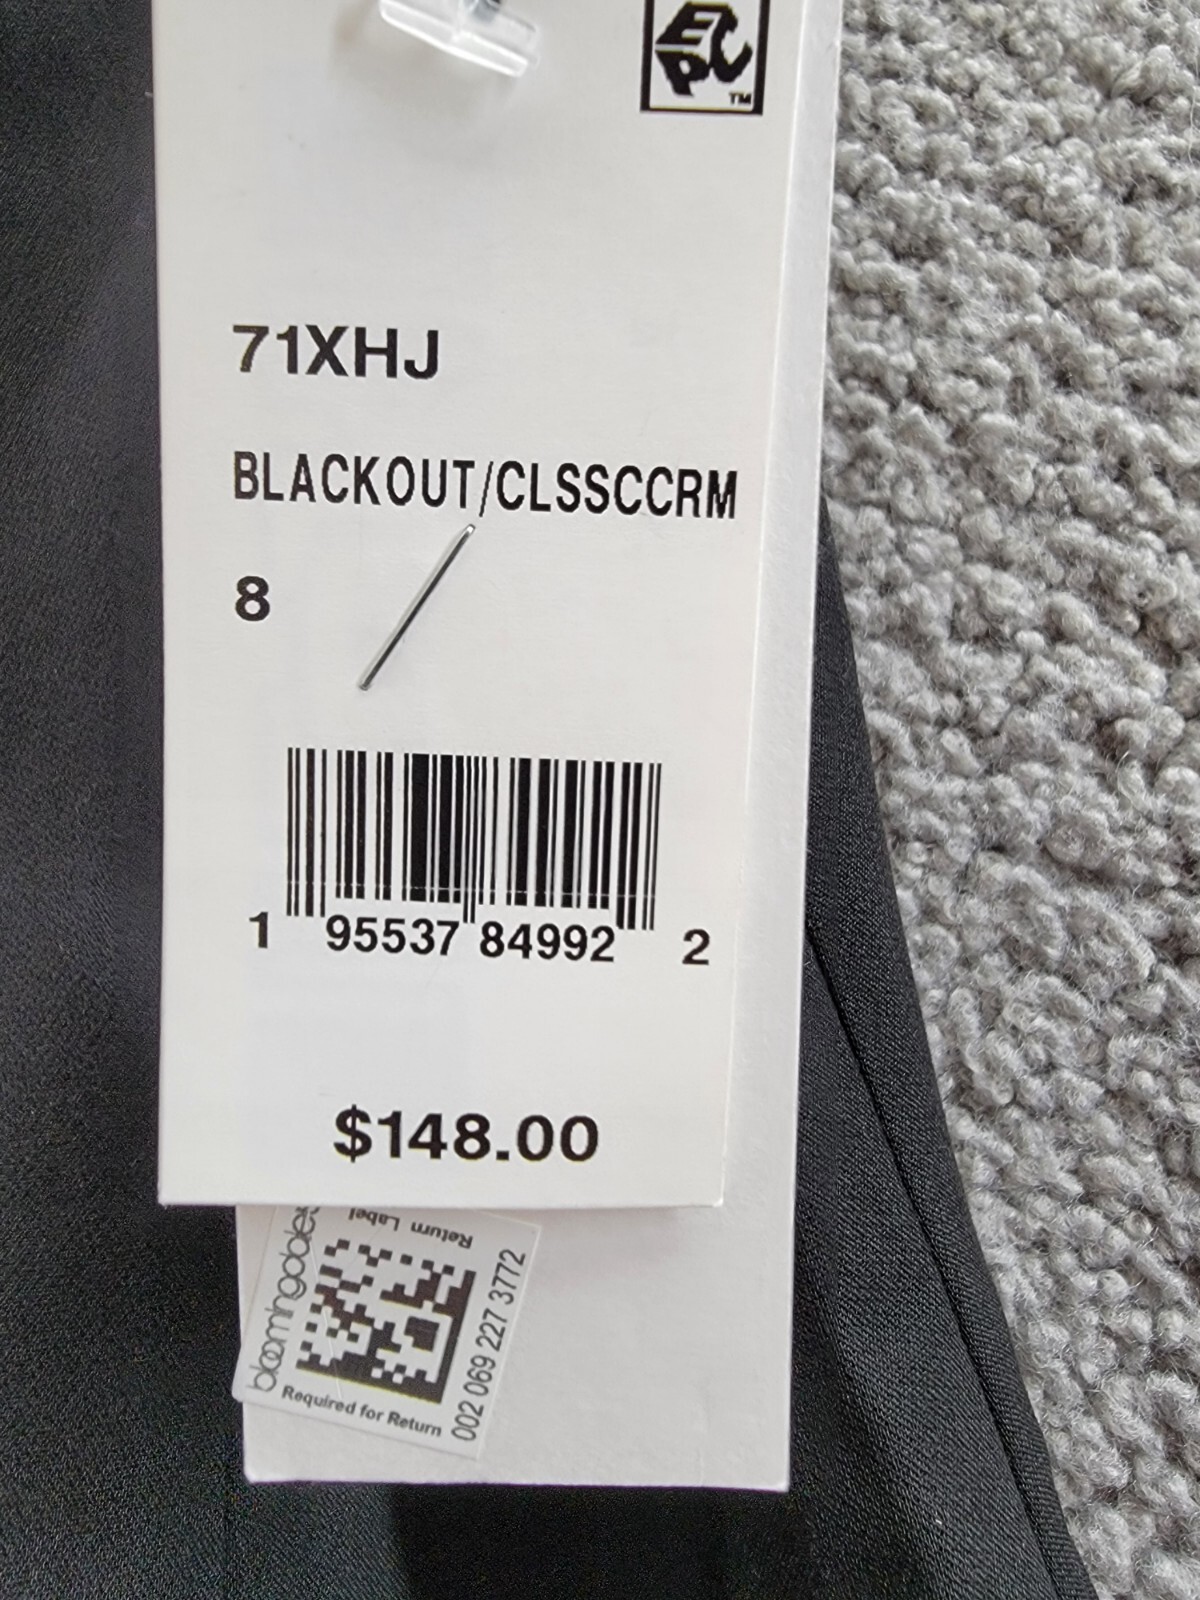 EPC
TM
71XHJ
BLACKOUT/CLSSCCRM
8
1 95537 84992 2
$148.00
Return Label
bloomingdale's
002 069 227 3772
Required for Return